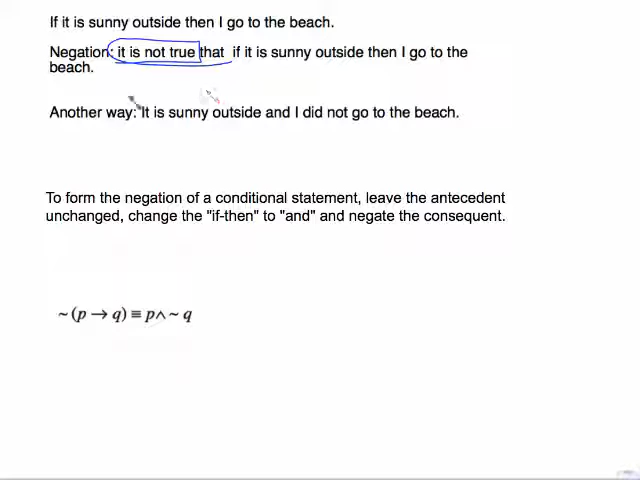 If it is sunny outside then I go to the beach.
Negation: it is not true that if it is sunny outside then I go to the
beach.
Another way: It is sunny outside and I did not go to the beach.
To form the negation of a conditional statement, leave the antecedent
unchanged, change the "if-then" to "and" and negate the consequent.
~(p → q) ≡ p∧~ q